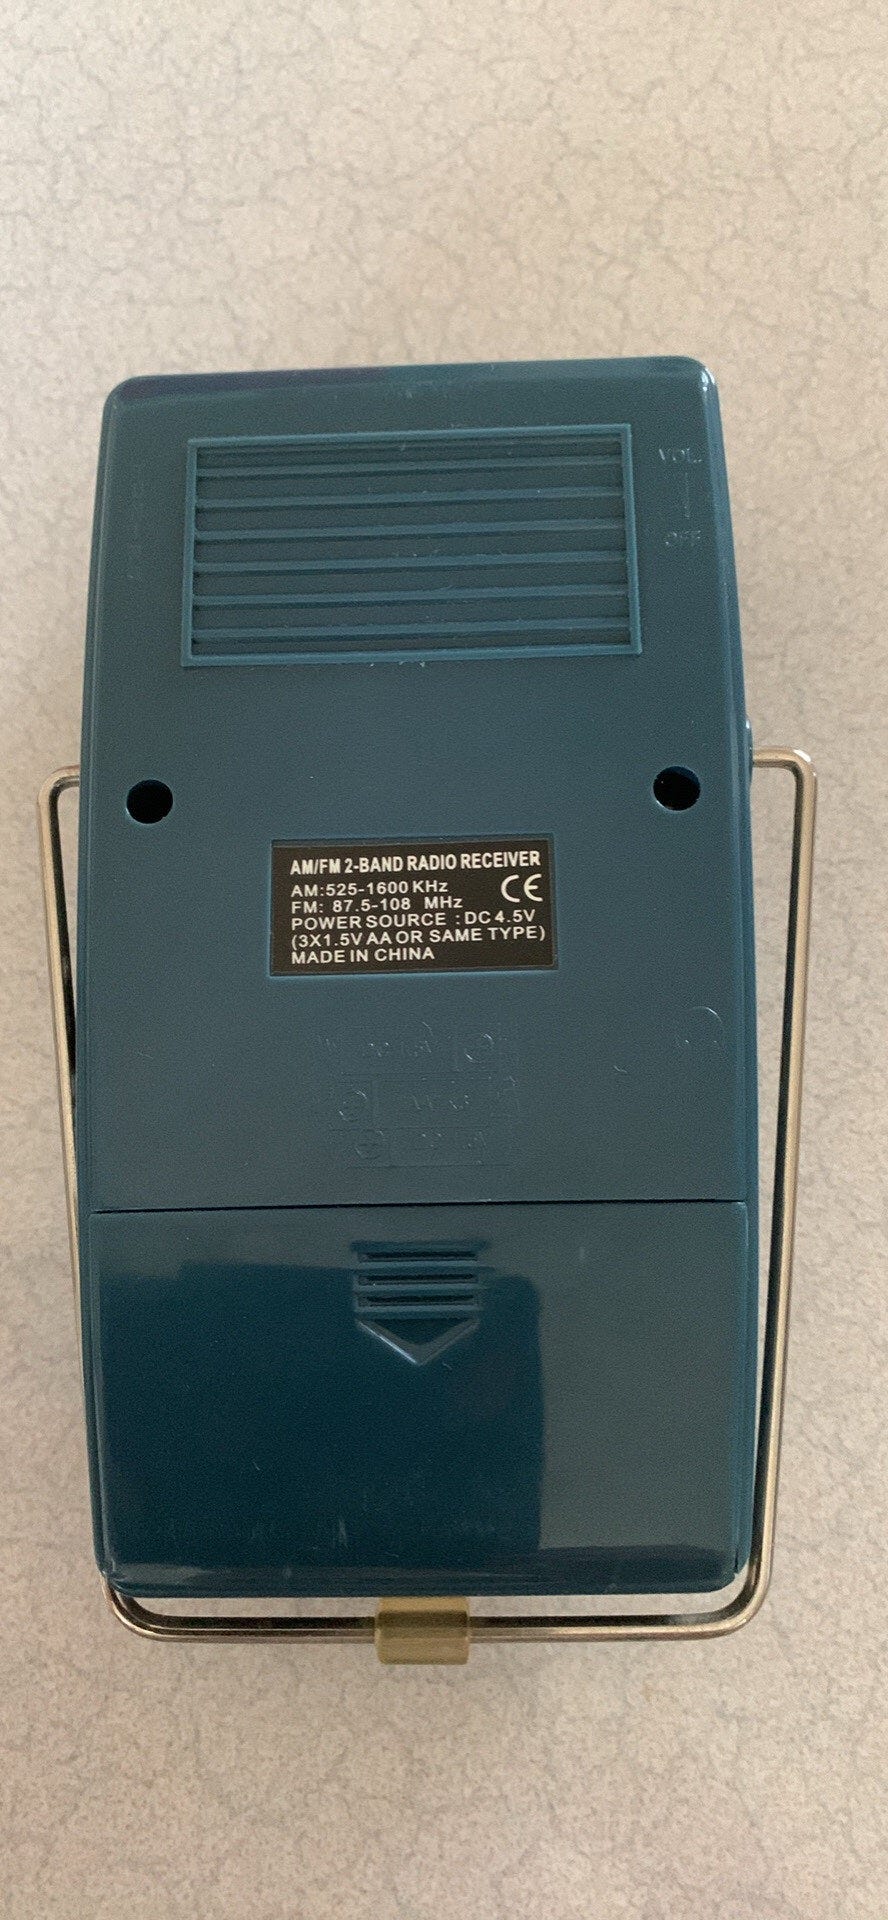 VOL.
OFF
AM/FM 2-BAND RADIO RECEIVER
AM:525-1600 KHz CE
FM: 87.5-108 MHz
POWER SOURCE : DC 4.5V
(3X1.5V AA OR SAME TYPE)
MADE IN CHINA